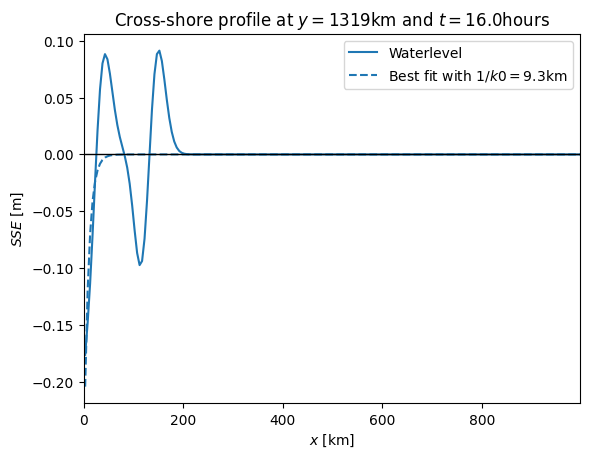 Cross-shore profile at y = 1319km and t = 16.0hours
Waterlevel
Best fit with 1/k0 = 9.3km
0.10
0.05
0.00
−0.05
−0.10
−0.15
−0.20
SSE [m]
0 200 400 600 800
x [km]